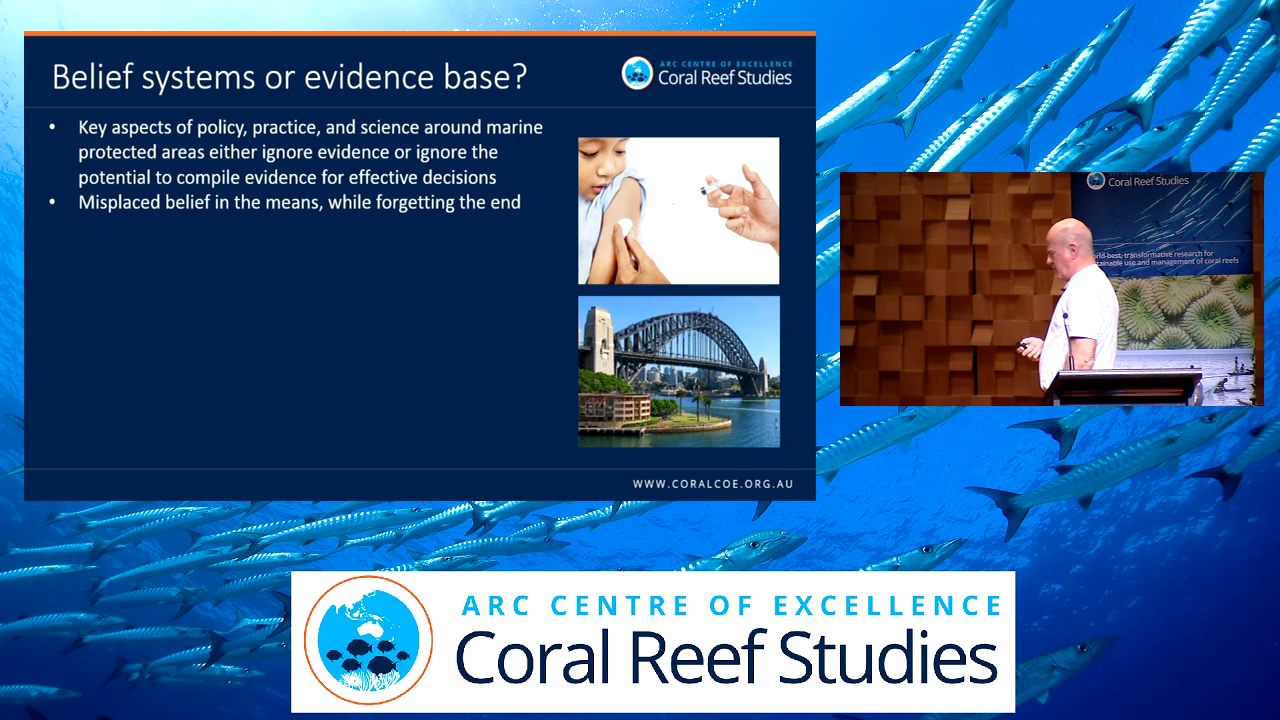 Belief systems or evidence base?
ARC CENTRE OF EXCELLENCE
Coral Reef Studies
• Key aspects of policy, practice, and science around marine
protected areas either ignore evidence or ignore the
potential to compile evidence for effective decisions
• Misplaced belief in the means, while forgetting the end
WWW.CORALCOE.ORG.AU
Coral Reef Studies
transformative research for
use and management of coral reefs
ARC CENTRE OF EXCELLENCE
Coral Reef Studies